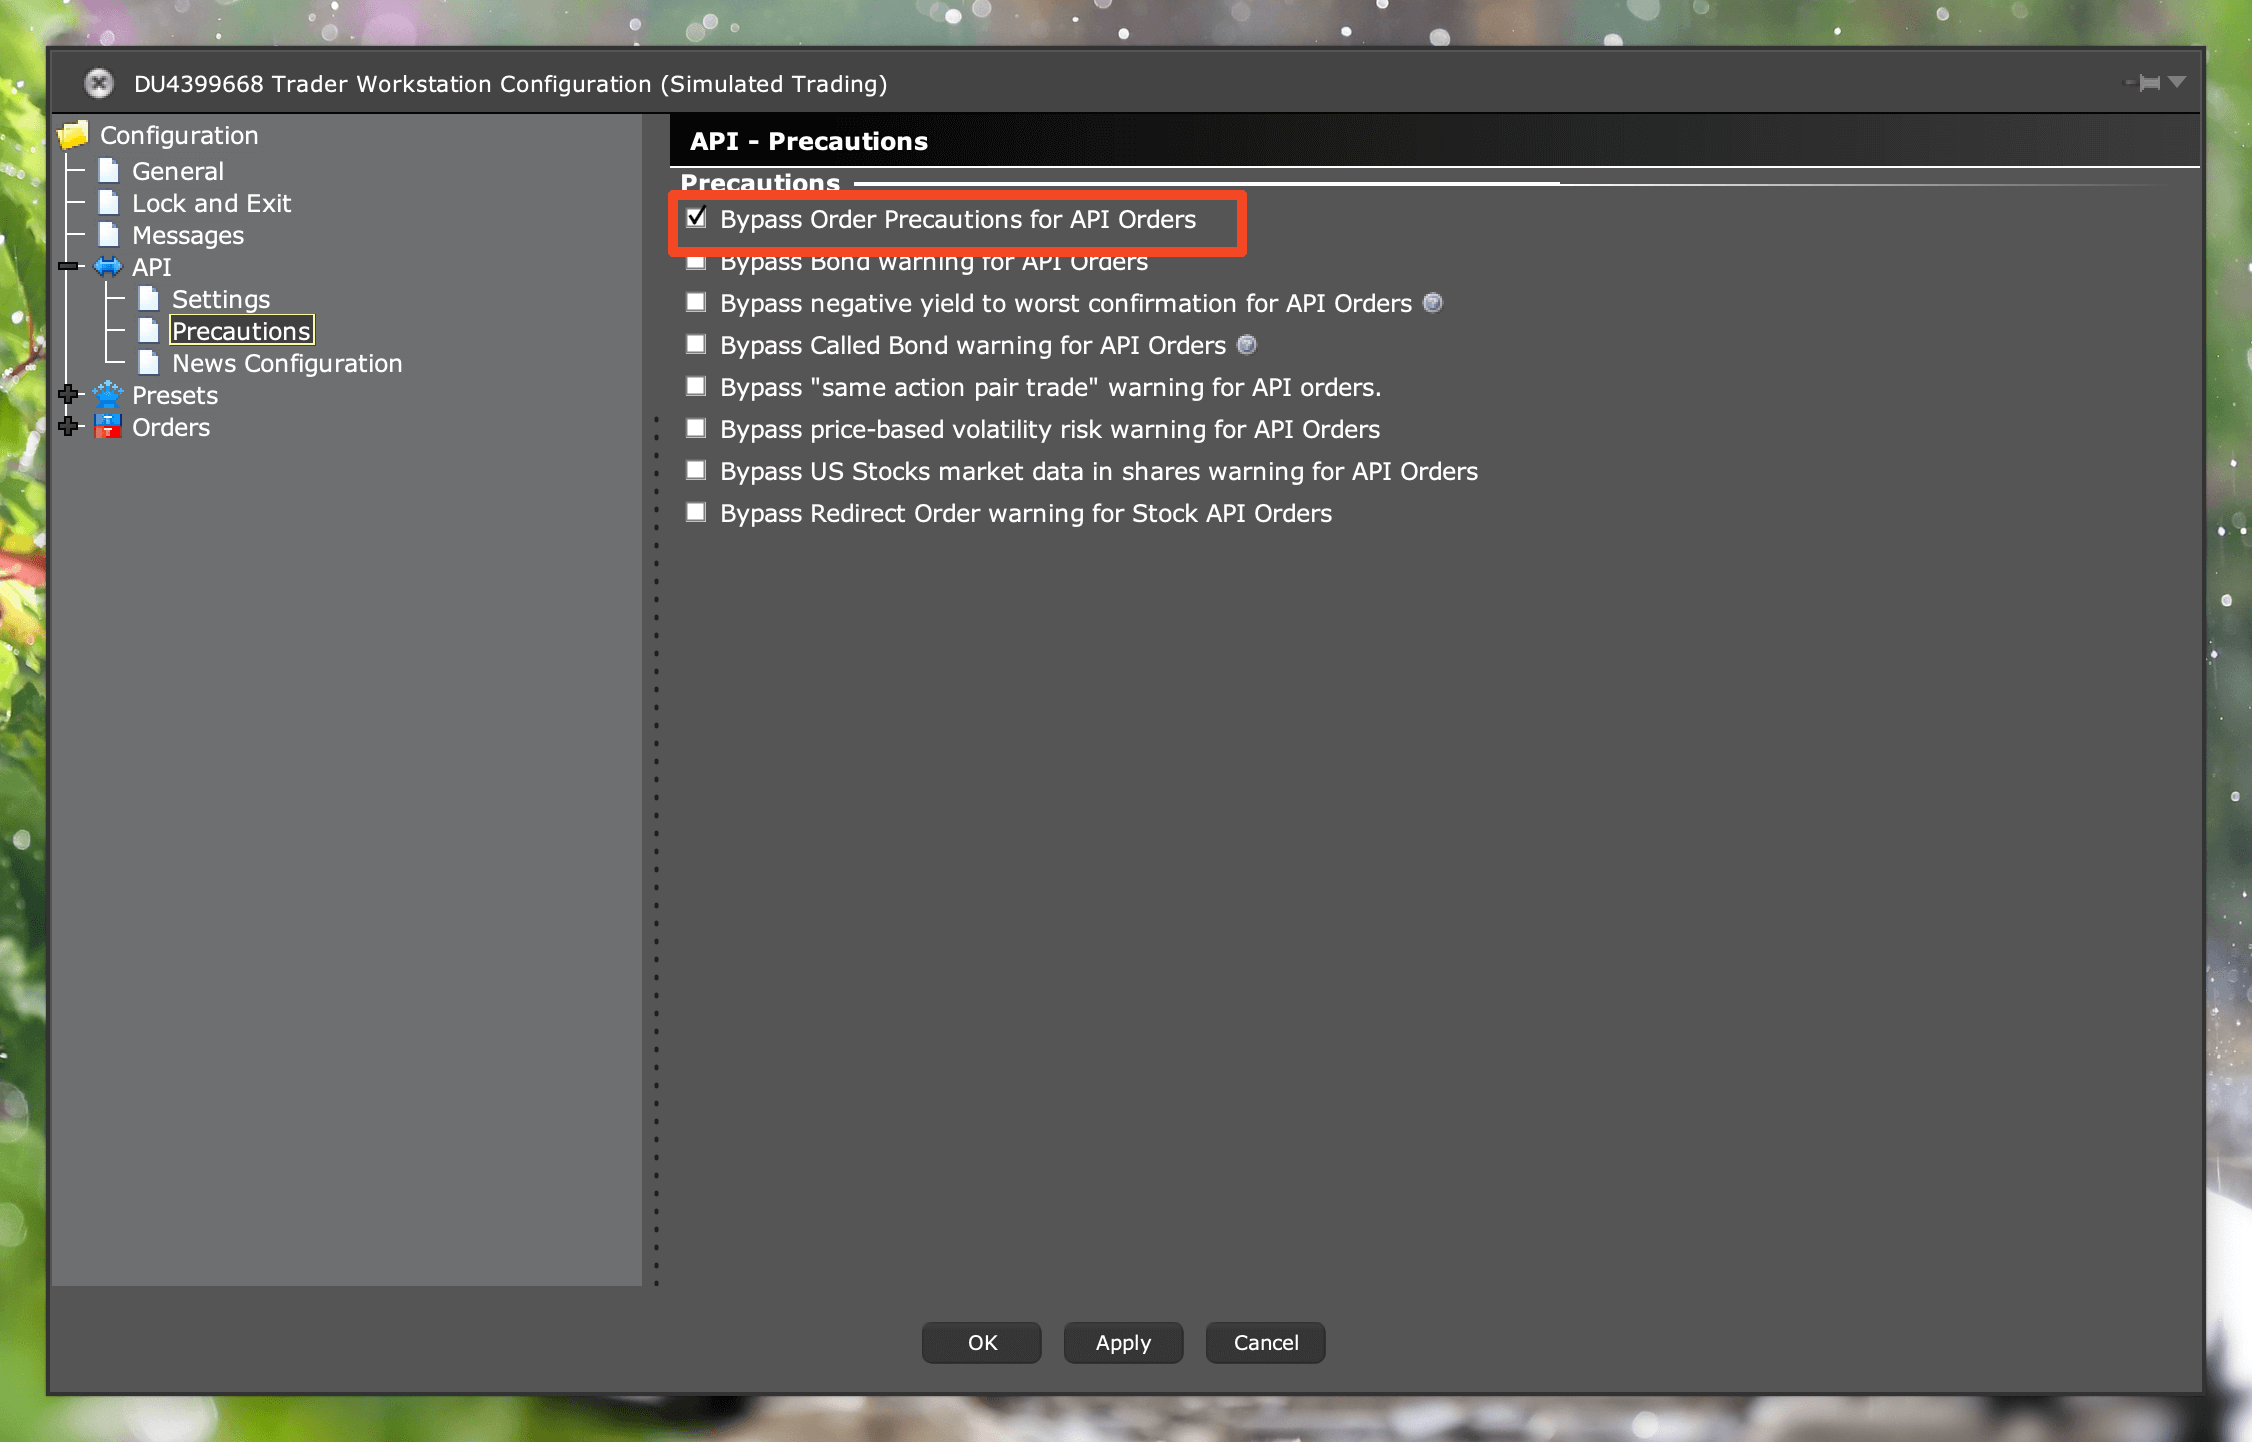 DU4399668 Trader Workstation Configuration (Simulated Trading)
Configuration
General
Lock and Exit
Messages
API
Settings
Precautions
News Configuration
Presets
Orders
API - Precautions
Precautions
Bypass Order Precautions for API Orders
Bypass Bond warning for API Orders
Bypass negative yield to worst confirmation for API Orders
Bypass Called Bond warning for API Orders
Bypass "same action pair trade" warning for API orders.
Bypass price-based volatility risk warning for API Orders
Bypass US Stocks market data in shares warning for API Orders
Bypass Redirect Order warning for Stock API Orders
OK
Apply
Cancel